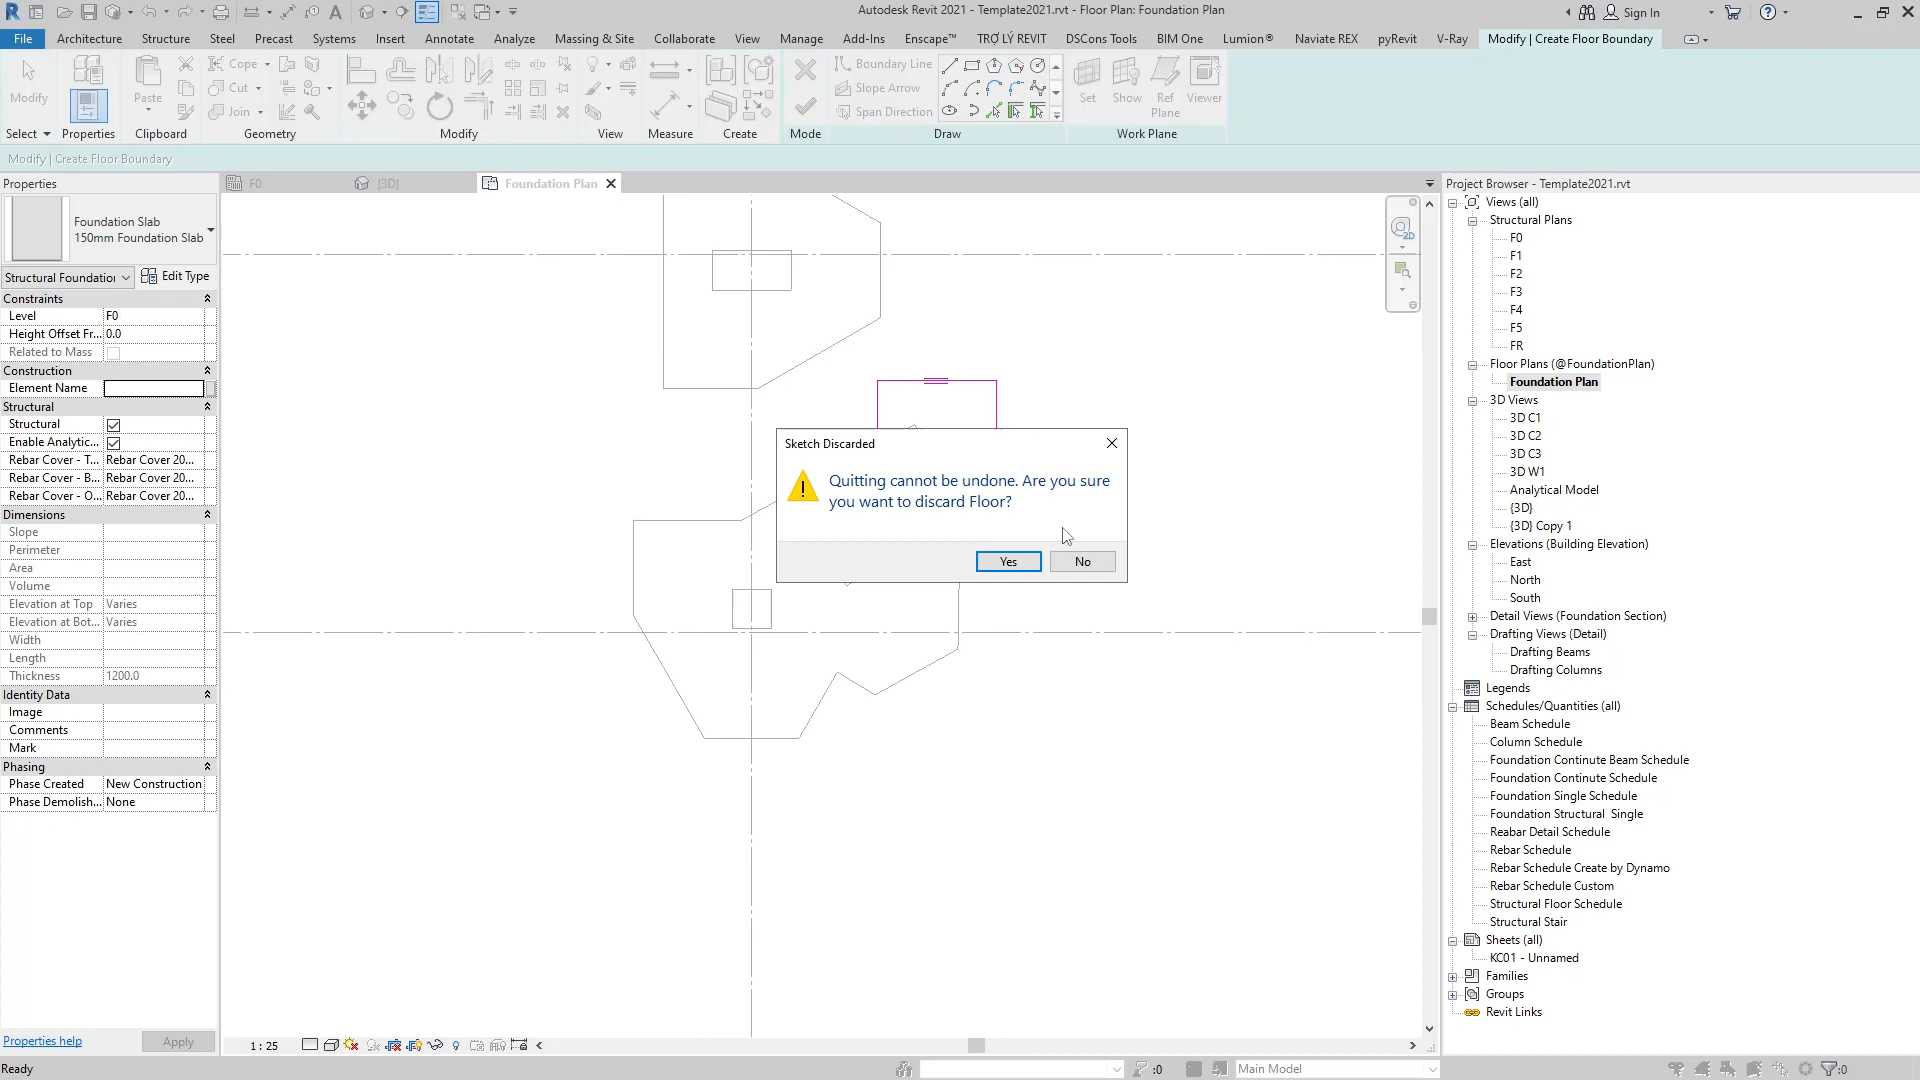 Autodesk Revit 2021 - Template2021.rvt - Floor Plan: Foundation Plan
Sign In
File Architecture Structure Steel Precast Systems Insert Annotate Analyze Massing & Site Collaborate View Manage Add-Ins Enscape™ TRỢ LÝ REVIT DSCons Tools BIM One Lumion® Naviate REX pyRevit V-Ray Modify | Create Floor Boundary
Modify
Paste
Cope
Cut
Join
Boundary Line
Slope Arrow
Span Direction
Set Show Ref Plane Viewer
Select Properties Clipboard Geometry Modify View Measure Create Mode Draw Work Plane
Modify | Create Floor Boundary
Properties
F0
{3D}
Foundation Plan
Project Browser - Template2021.rvt
Foundation Slab
150mm Foundation Slab
Structural Foundation
Edit Type
Constraints
Level F0
Height Offset Fr... 0.0
Related to Mass
Construction
Element Name
Structural
Structural
Enable Analytic...
Rebar Cover - T... Rebar Cover 20...
Rebar Cover - B... Rebar Cover 20...
Rebar Cover - O... Rebar Cover 20...
Dimensions
Slope
Perimeter
Area
Volume
Elevation at Top Varies
Elevation at Bot... Varies
Width
Length
Thickness 1200.0
Identity Data
Image
Comments
Mark
Phasing
Phase Created New Construction
Phase Demolish... None
Properties help
Apply
2D
Sketch Discarded
Quitting cannot be undone. Are you sure
you want to discard Floor?
Yes No
Views (all)
Structural Plans
F0
F1
F2
F3
F4
F5
FR
Floor Plans (@FoundationPlan)
Foundation Plan
3D Views
3D C1
3D C2
3D C3
3D W1
Analytical Model
{3D}
{3D} Copy 1
Elevations (Building Elevation)
East
North
South
Detail Views (Foundation Section)
Drafting Views (Detail)
Drafting Beams
Drafting Columns
Legends
Schedules/Quantities (all)
Beam Schedule
Column Schedule
Foundation Continute Beam Schedule
Foundation Continute Schedule
Foundation Single Schedule
Foundation Structural Single
Reabar Detail Schedule
Rebar Schedule
Rebar Schedule Create by Dynamo
Rebar Schedule Custom
Structural Floor Schedule
Structural Stair
Sheets (all)
KC01 - Unnamed
Families
Groups
Revit Links
1 : 25
Ready
:0
Main Model
:0